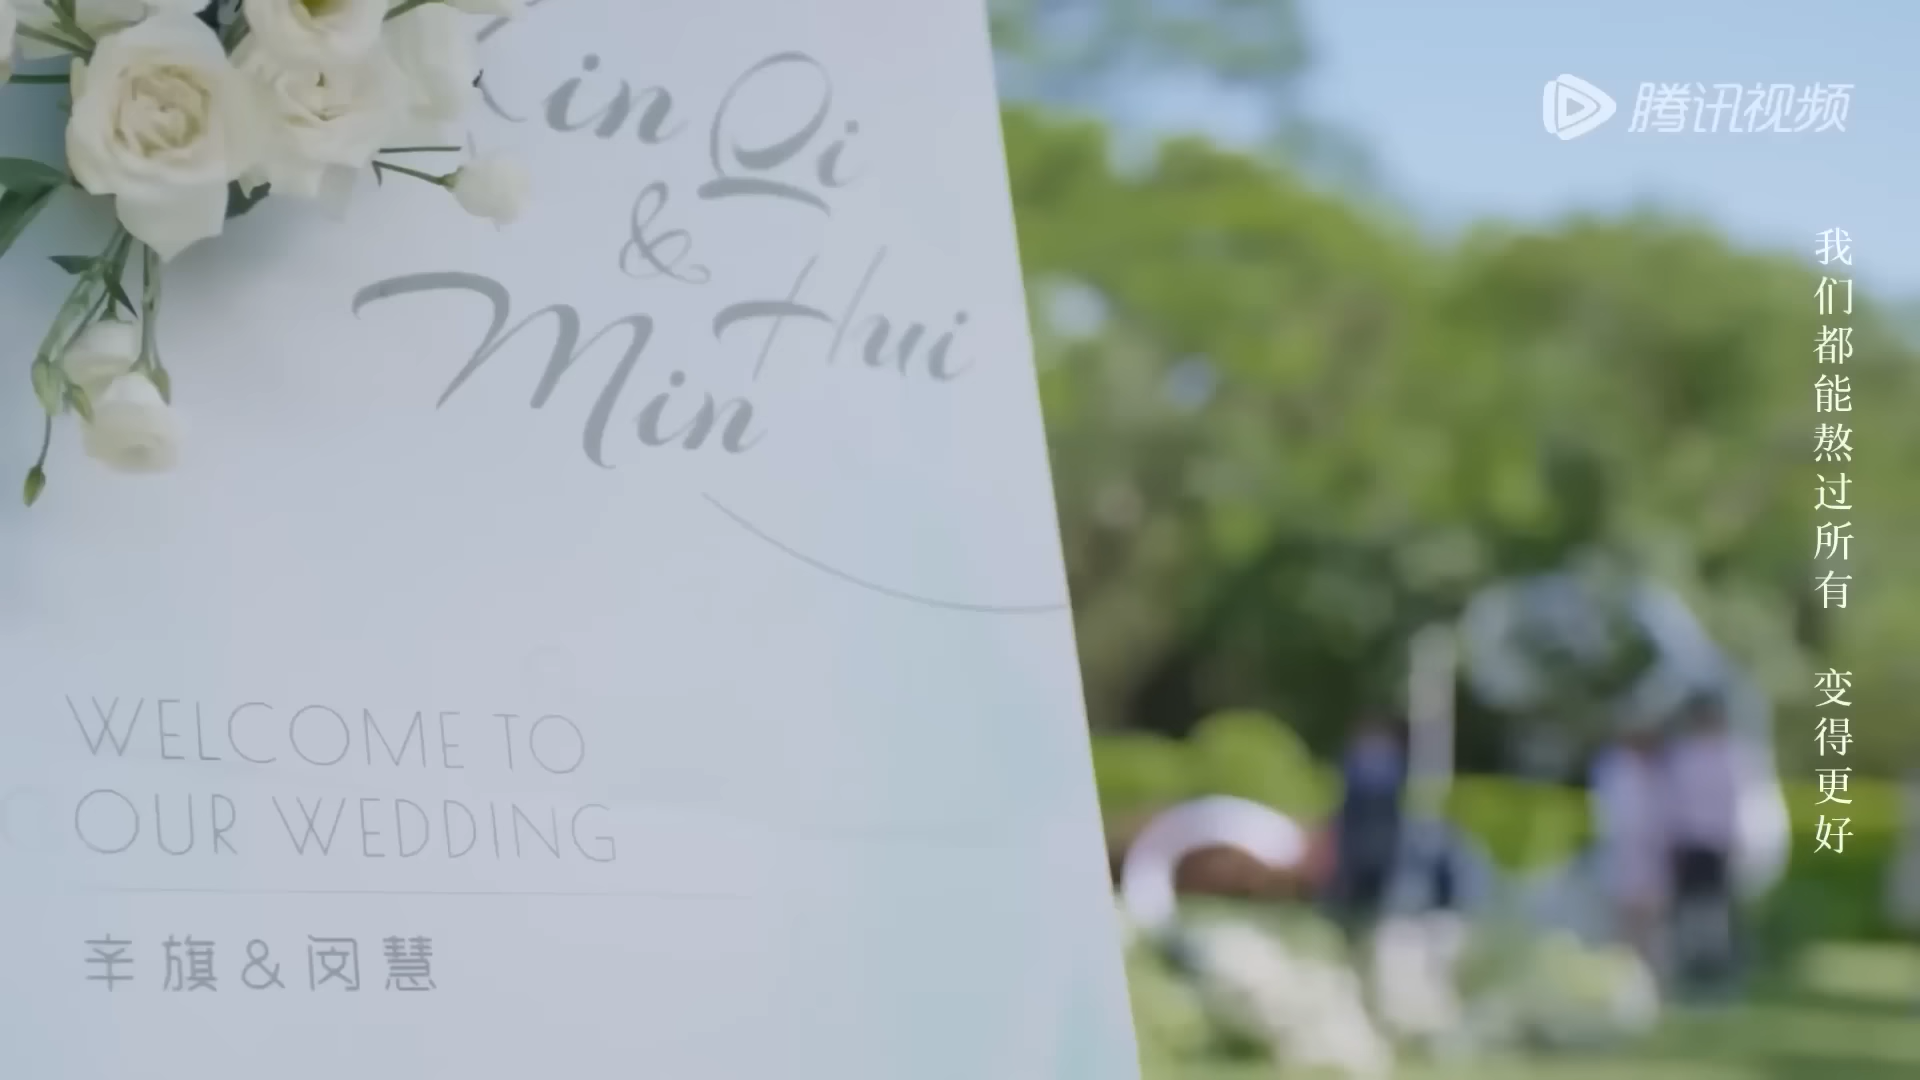 Xin Qi
&
Min Hui
WELCOME TO
OUR WEDDING
辛旗&闵慧
腾讯视频
我们都能熬过所有 变得更好